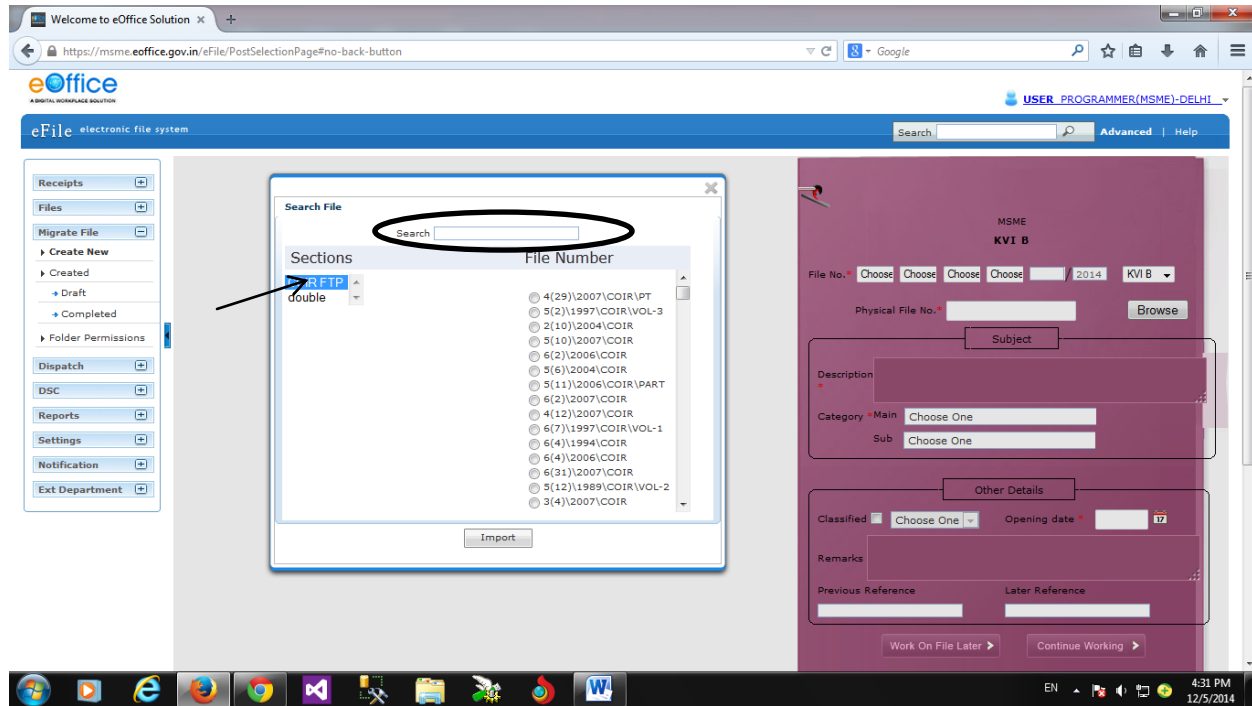 Welcome to eOffice Solution
https://msme.eoffice.gov.in/eFile/PostSelectionPage#no-back-button
Google
eOffice
A DIGITAL WORKPLACE SOLUTION
USER PROGRAMMER(MSME)-DELHI
eFile electronic file system
Search
Advanced | Help
Receipts
Files
Migrate File
Create New
Created
Draft
Completed
Folder Permissions
Dispatch
DSC
Reports
Settings
Notification
Ext Department
Search File
Search
Sections
File Number
FTP
double
4(29)\2007\COIR\PT
5(2)\1997\COIR\VOL-3
2(10)\2004\COIR
5(10)\2007\COIR
6(2)\2006\COIR
5(6)\2004\COIR
5(11)\2006\COIR\PART
6(2)\2007\COIR
4(12)\2007\COIR
6(7)\1997\COIR\VOL-1
6(4)\1994\COIR
6(4)\2006\COIR
6(31)\2007\COIR
5(12)\1989\COIR\VOL-2
3(4)\2007\COIR
Import
MSME
KVI B
File No.* Choose Choose Choose Choose / 2014 KVI B
Physical File No.* Browse
Subject
Description
*
Category *Main Choose One
Sub Choose One
Other Details
Classified Choose One Opening date * 17
Remarks
Previous Reference Later Reference
Work On File Later Continue Working
EN
4:31 PM
12/5/2014